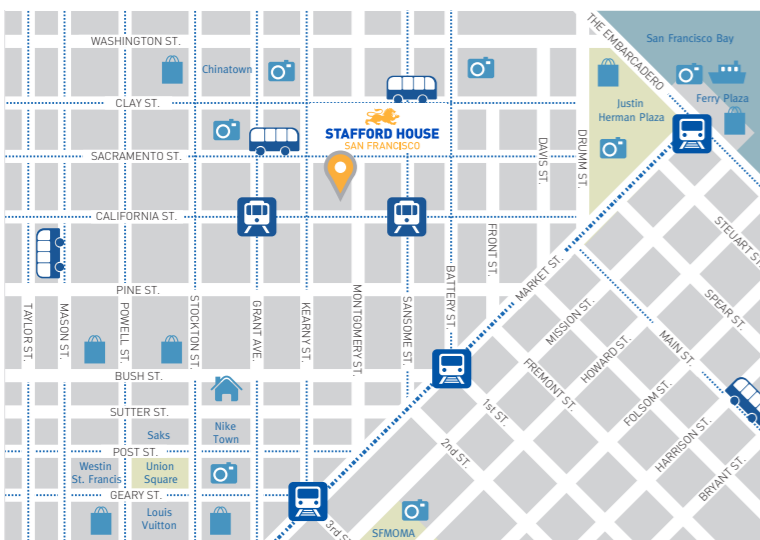 WASHINGTON ST.
THE EMBARCADERO
San Francisco Bay
Chinatown
CLAY ST.
Ferry Plaza
Justin
Herman Plaza
STAFFORD HOUSE
SAN FRANCISCO
SACRAMENTO ST.
DAVIS ST.
DRUMM ST.
CALIFORNIA ST.
FRONT ST.
STEUART ST.
MARKET ST.
PINE ST.
TAYLOR ST.
MASON ST.
POWELL ST.
STOCKTON ST.
GRANT AVE.
KEARNY ST.
MONTGOMERY ST.
SANSOME ST.
BATTERY ST.
MISSION ST.
SPEAR ST.
MAIN ST.
HOWARD ST.
BUSH ST.
FREMONT ST.
FOLSOM ST.
SUTTER ST.
1st ST.
Saks
Nike
Town
HARRISON ST.
POST ST.
2nd ST.
Westin
St. Francis
Union
Square
BRYANT ST.
GEARY ST.
Louis
Vuitton
3rd S
SFMOMA